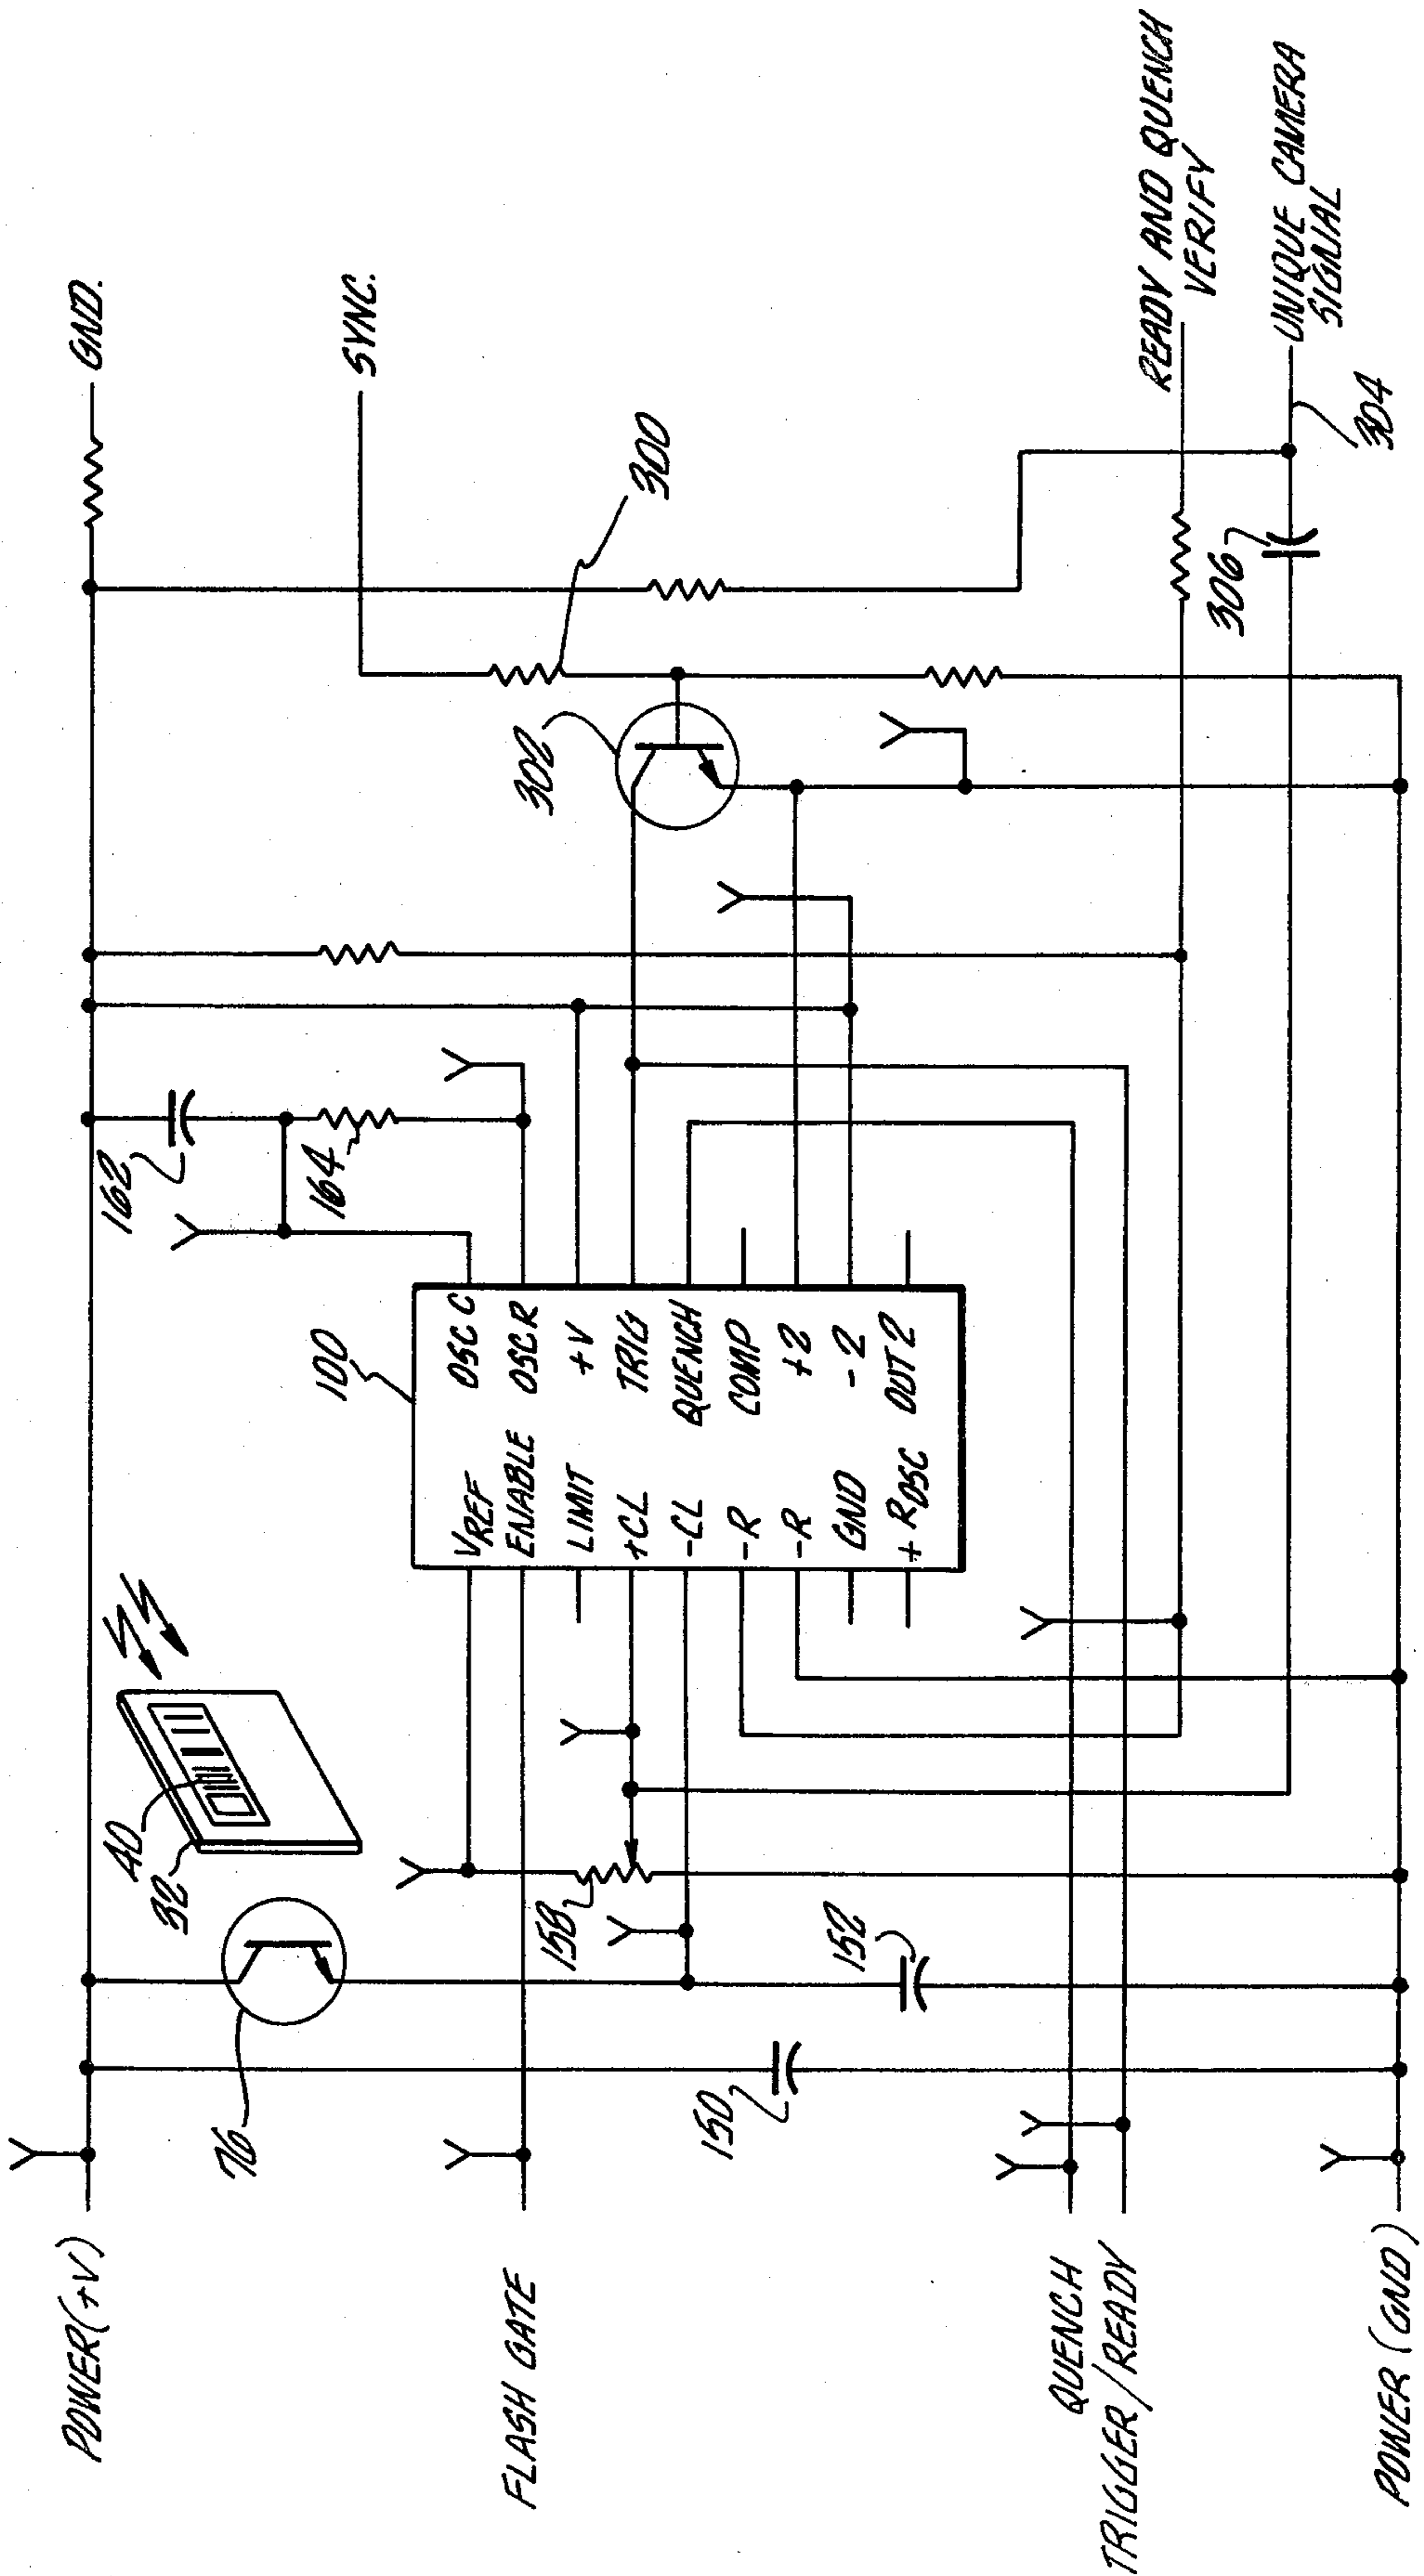 GND.
SYNC.
READY AND QUENCH
VERIFY
UNIQUE CAMERA
SIGNAL
300
302
304
306
162
164
100
VREF
ENABLE
LIMIT
+CL
-CL
-R
-R
GND
+ROSC
OSC C
OSC R
+V
TRIG
QUENCH
COMP
+2
-2
OUT 2
40
32
76
158
152
150
POWER(+V)
FLASH GATE
QUENCH
TRIGGER/READY
POWER (GND)